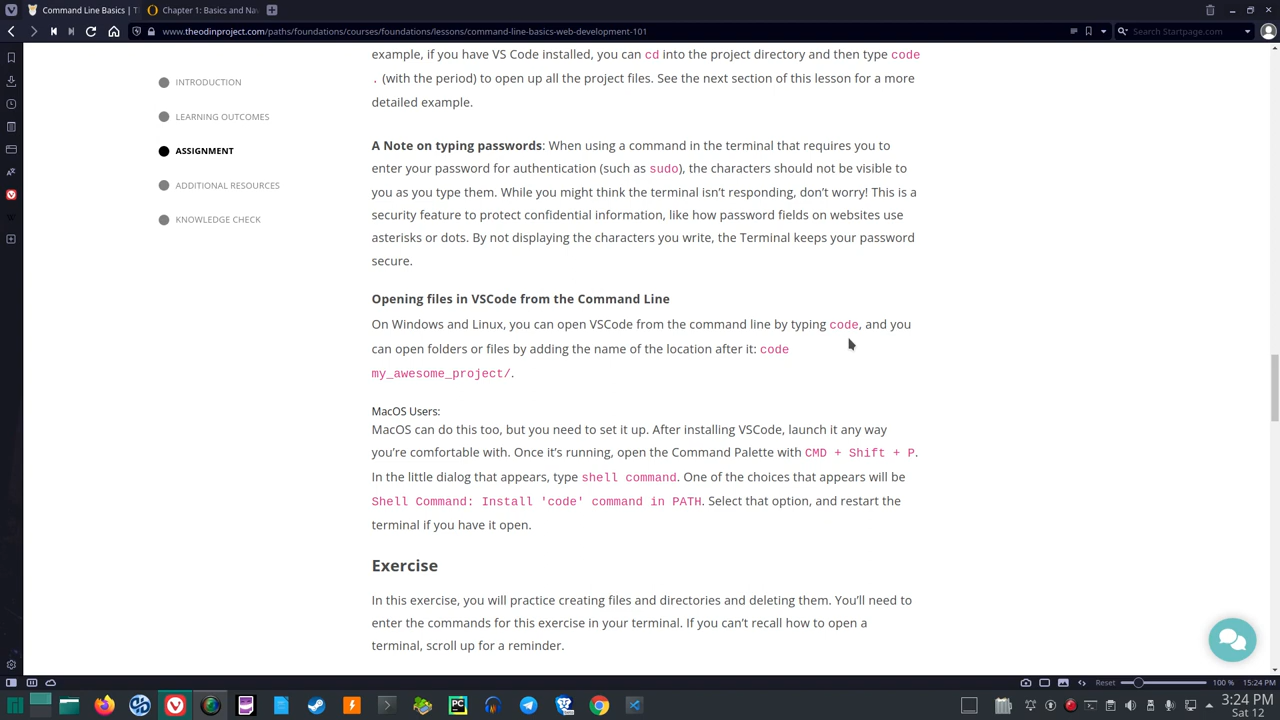 Command Line Basics |
Chapter 1: Basics and Nav
www.theodinproject.com/paths/foundations/courses/foundations/lessons/command-line-basics-web-development-101
Search Startpage.com
INTRODUCTION
LEARNING OUTCOMES
ASSIGNMENT
ADDITIONAL RESOURCES
KNOWLEDGE CHECK
example, if you have VS Code installed, you can cd into the project directory and then type code
. (with the period) to open up all the project files. See the next section of this lesson for a more
detailed example.
A Note on typing passwords: When using a command in the terminal that requires you to
enter your password for authentication (such as sudo), the characters should not be visible to
you as you type them. While you might think the terminal isn’t responding, don’t worry! This is a
security feature to protect confidential information, like how password fields on websites use
asterisks or dots. By not displaying the characters you write, the Terminal keeps your password
secure.
Opening files in VSCode from the Command Line
On Windows and Linux, you can open VSCode from the command line by typing code, and you
can open folders or files by adding the name of the location after it: code
my_awesome_project/.
MacOS Users:
MacOS can do this too, but you need to set it up. After installing VSCode, launch it any way
you’re comfortable with. Once it’s running, open the Command Palette with CMD + Shift + P.
In the little dialog that appears, type shell command. One of the choices that appears will be
Shell Command: Install 'code' command in PATH. Select that option, and restart the
terminal if you have it open.
Exercise
In this exercise, you will practice creating files and directories and deleting them. You’ll need to
enter the commands for this exercise in your terminal. If you can’t recall how to open a
terminal, scroll up for a reminder.
Reset
100 %
15:24 PM
3:24 PM
Sat 12